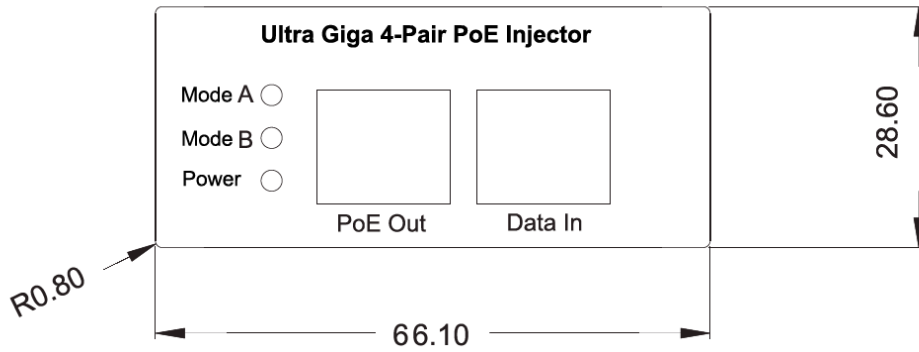 Ultra Giga 4-Pair PoE Injector
Mode A
Mode B
Power
PoE Out
Data In
28.60
R0.80
66.10